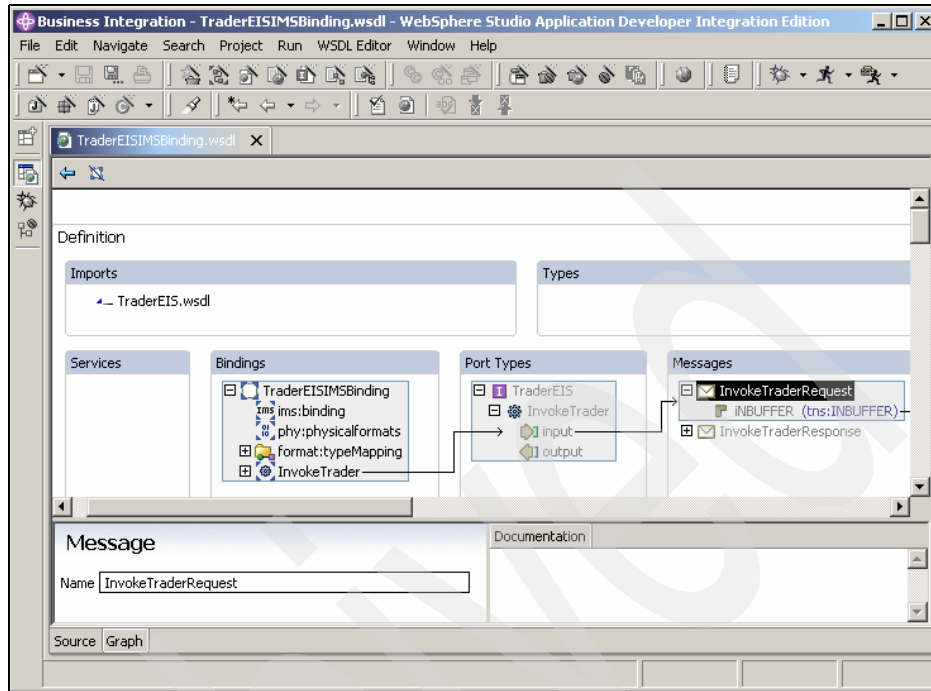 Business Integration - TraderEISIMSBinding.wsdl - WebSphere Studio Application Developer Integration Edition
File Edit Navigate Search Project Run WSDL Editor Window Help
TraderEISIMSBinding.wsdl
Definition
Imports
Types
TraderEIS.wsdl
Services
Bindings
Port Types
Messages
TraderEISIMSBinding
TraderEIS
InvokeTraderRequest
ims ims:binding
InvokeTrader
iNBUFFER (tns:INBUFFER)
phy:physicalformats
input
InvokeTraderResponse
format:typeMapping
output
InvokeTrader
Message
Documentation
Name InvokeTraderRequest
Source Graph